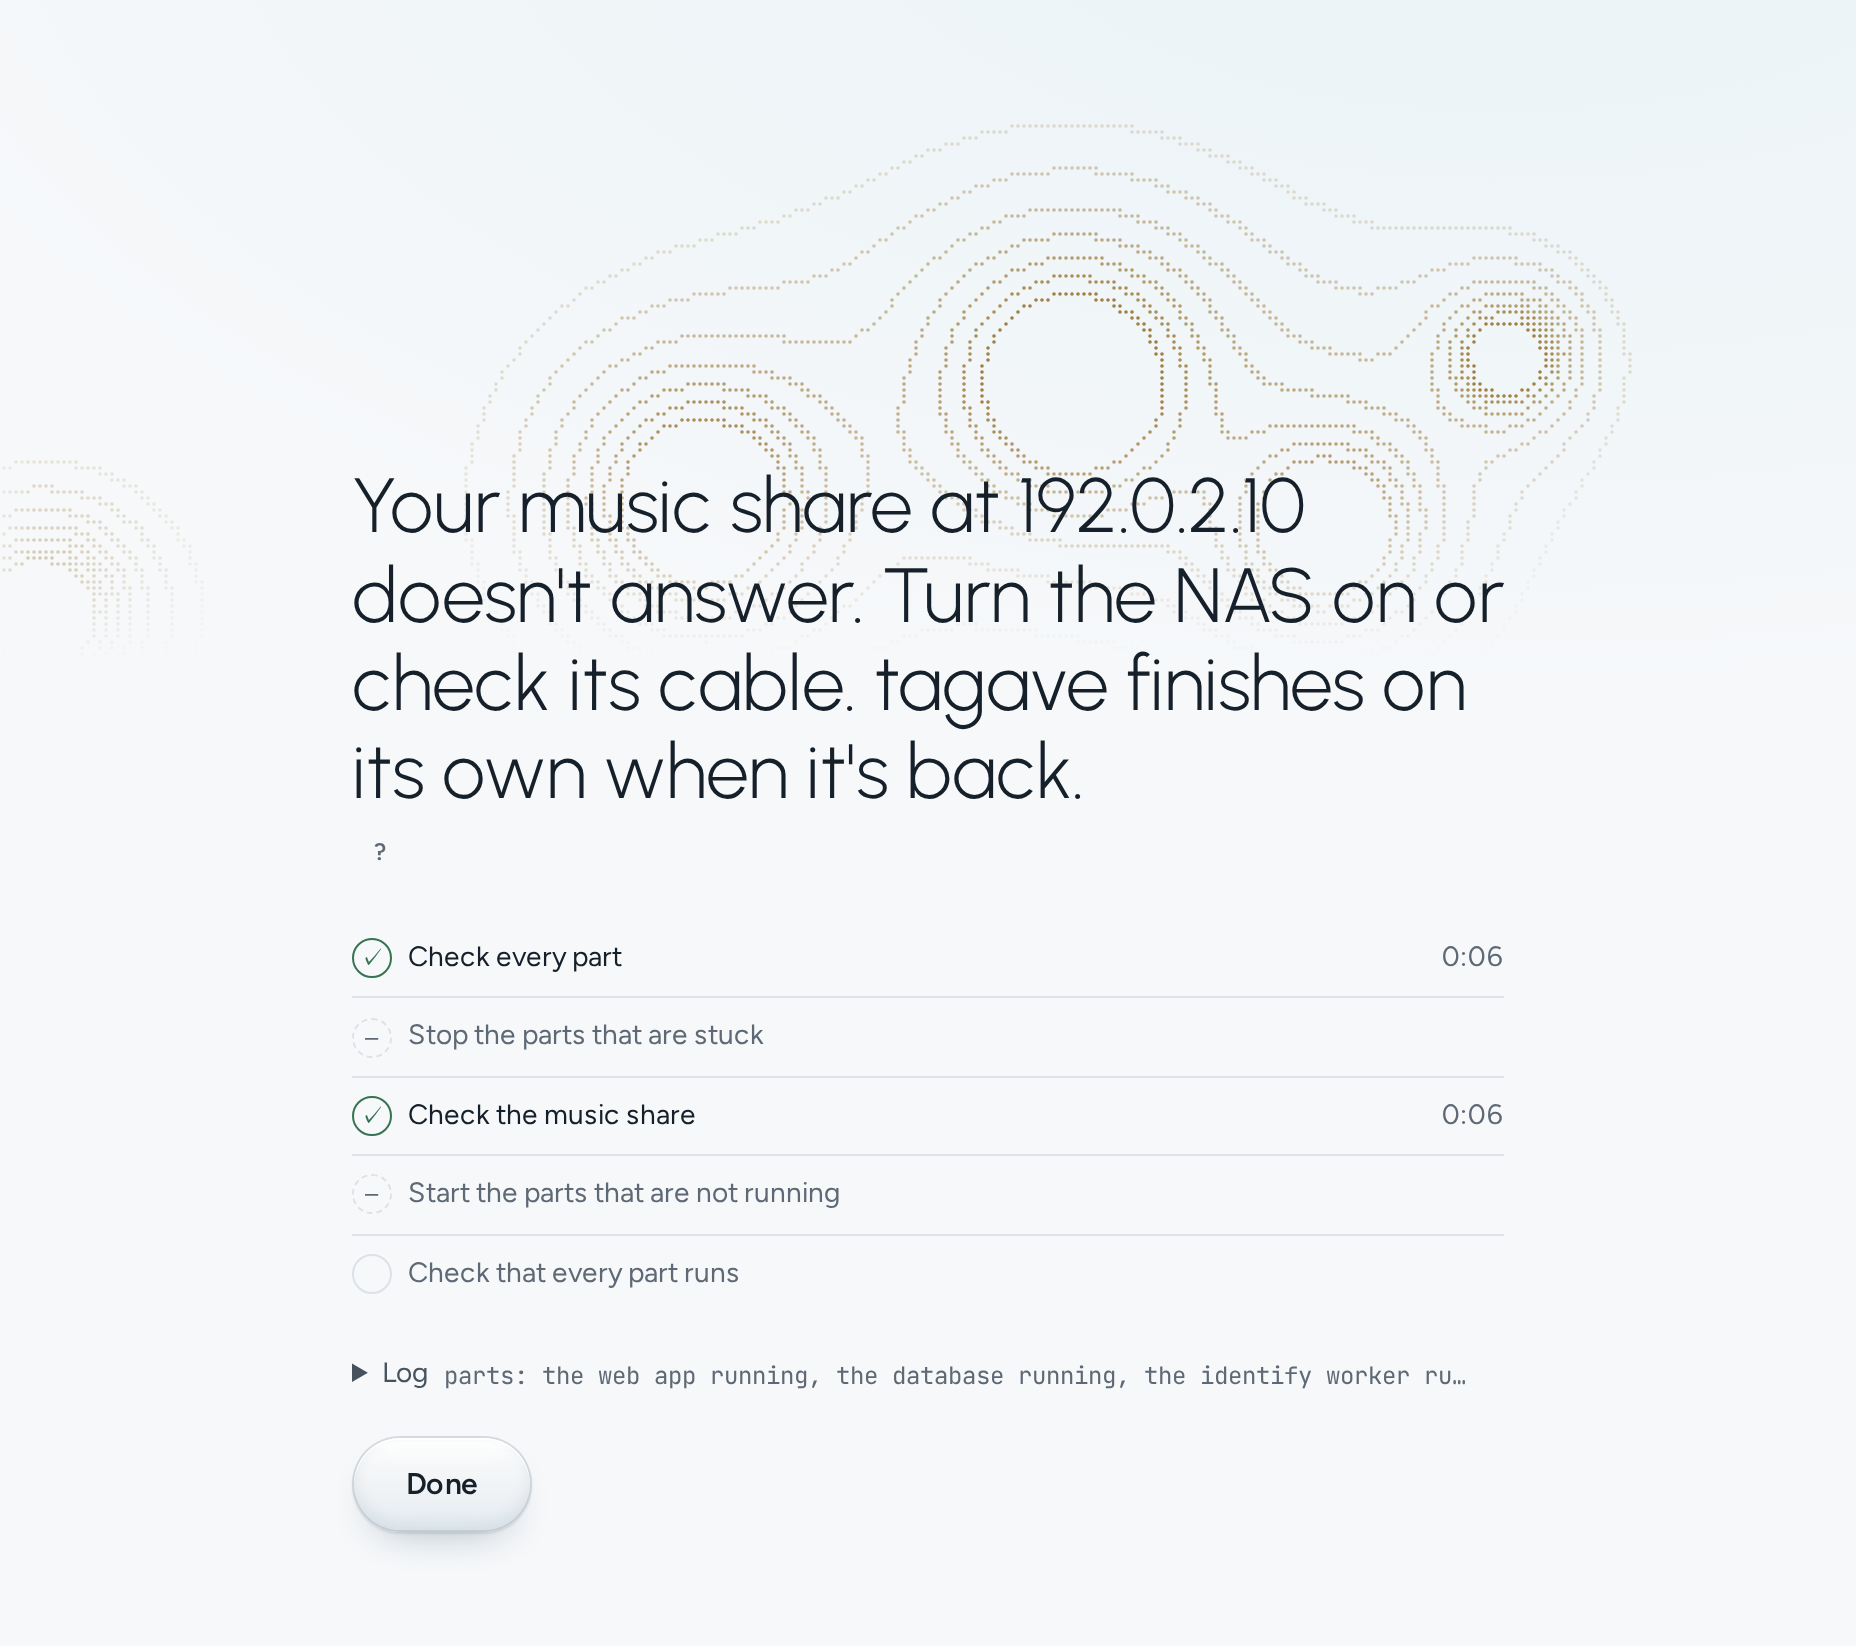 Your music share at 192.0.2.10
doesn't answer. Turn the NAS on or
check its cable. tagave finishes on
its own when it's back.
?
✓ Check every part 0:06
– Stop the parts that are stuck
✓ Check the music share 0:06
– Start the parts that are not running
Check that every part runs
▶ Log parts: the web app running, the database running, the identify worker ru…
Done